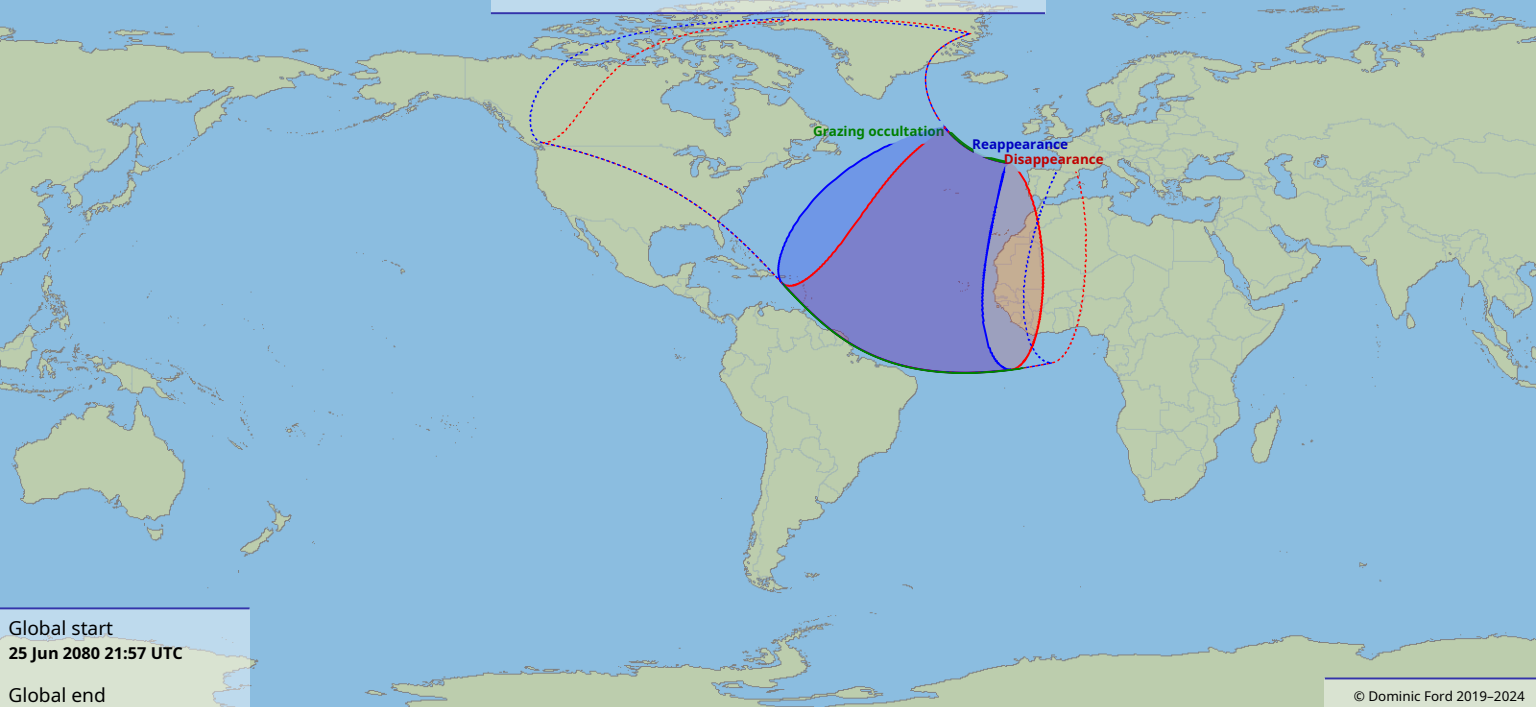 Grazing occultation
Reappearance
Disappearance
Global start
25 Jun 2080 21:57 UTC
Global end
© Dominic Ford 2019–2024